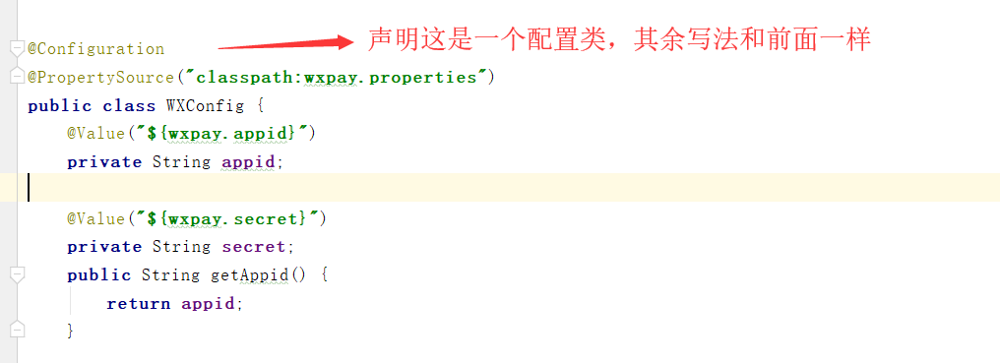 @Configuration 声明这是一个配置类，其余写法和前面一样
@PropertySource("classpath:wxpay.properties")
public class WXConfig {
@Value("${wxpay.appid}")
private String appid;
@Value("${wxpay.secret}")
private String secret;
public String getAppid() {
return appid;
}